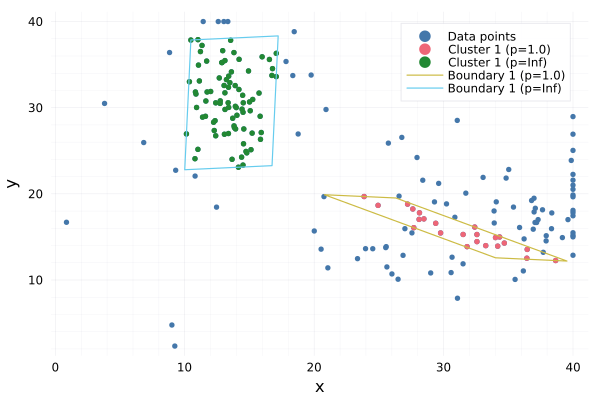 40
30
20
10
y
0
10
20
30
40
x
Data points
Cluster 1 (p=1.0)
Cluster 1 (p=Inf)
Boundary 1 (p=1.0)
Boundary 1 (p=Inf)